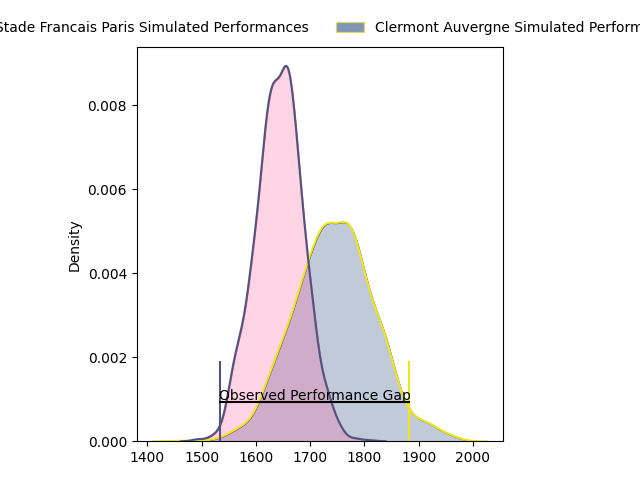 Stade Francais Paris Simulated Performances
Clermont Auvergne Simulated
Density
0.008
0.006
0.004
0.002
0.000
Observed Performance Gap
1400 1500 1600 1700 1800 1900 2000